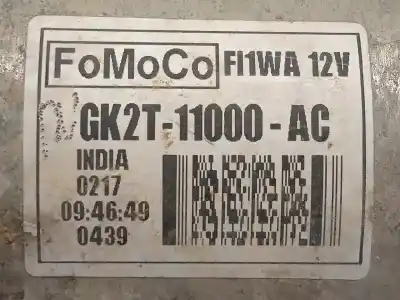 FoMoCo FI1WA 12V
GK2T-11000-AC
INDIA
0217
09:46:49
0439